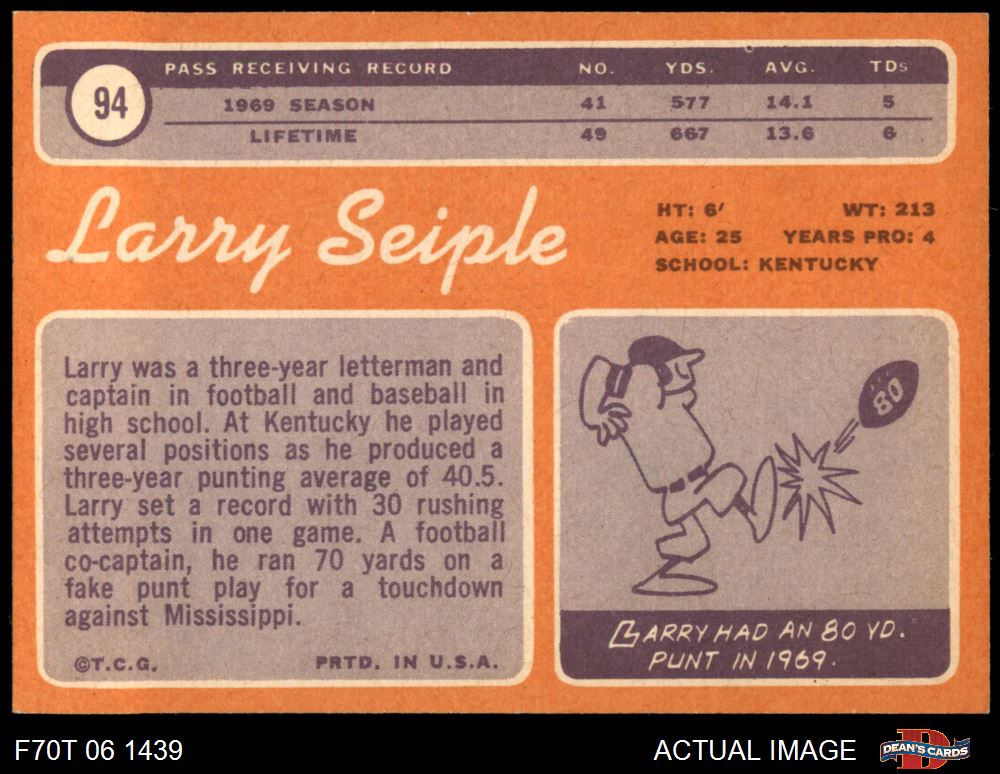 94
PASS RECEIVING RECORD NO. YDS. AVG. TDs
1969 SEASON 41 577 14.1 5
LIFETIME 49 667 13.6 6
Larry Seiple
HT: 6' WT: 213
AGE: 25 YEARS PRO: 4
SCHOOL: KENTUCKY
Larry was a three-year letterman and
captain in football and baseball in
high school. At Kentucky he played
several positions as he produced a
three-year punting average of 40.5.
Larry set a record with 30 rushing
attempts in one game. A football
co-captain, he ran 70 yards on a
fake punt play for a touchdown
against Mississippi.
©T.C.G. PRTD. IN U.S.A.
80
LARRY HAD AN 80 YD.
PUNT IN 1969.
F70T 06 1439 ACTUAL IMAGE DEAN'S CARDS